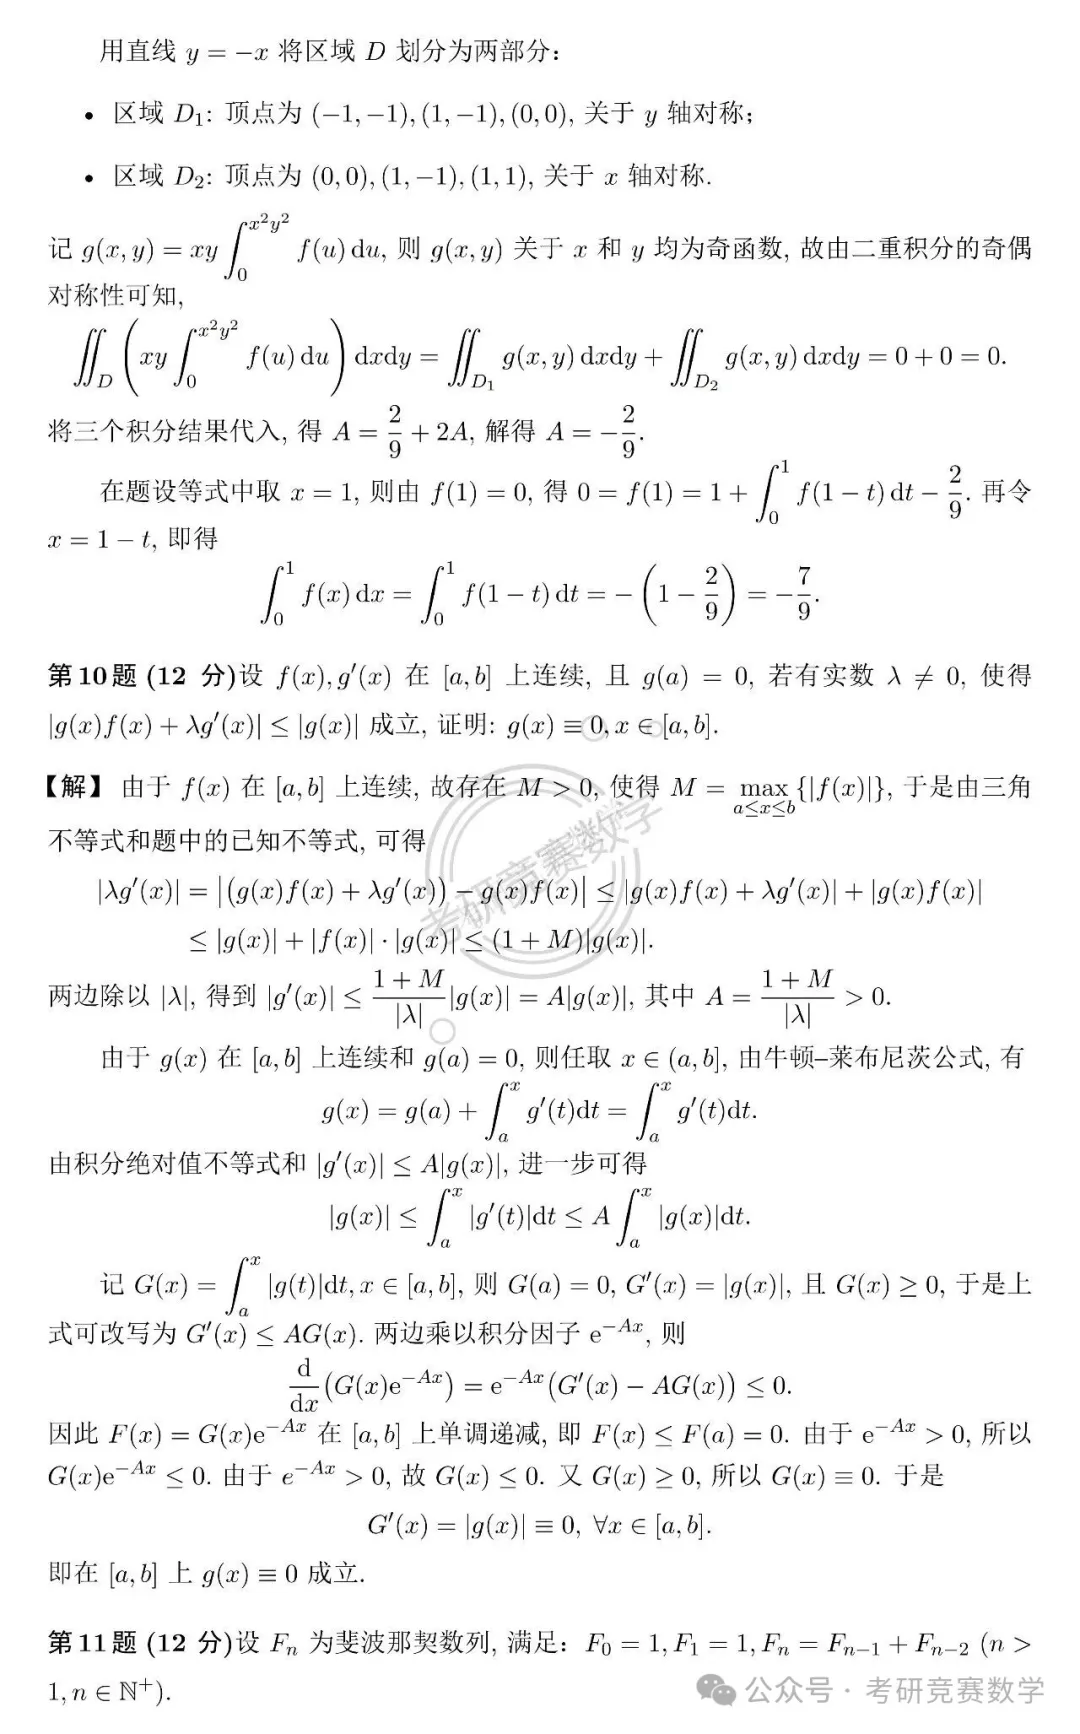 用直线 y = −x 将区域 D 划分为两部分：
• 区域 D₁: 顶点为 (−1, −1), (1, −1), (0, 0), 关于 y 轴对称；
• 区域 D₂: 顶点为 (0, 0), (1, −1), (1, 1), 关于 x 轴对称.
记 g(x, y) = xy ∫₀^{x²y²} f(u) du, 则 g(x, y) 关于 x 和 y 均为奇函数, 故由二重积分的奇偶
对称性可知,
∬_D (xy ∫₀^{x²y²} f(u) du) dxdy = ∬_{D₁} g(x, y) dxdy + ∬_{D₂} g(x, y) dxdy = 0 + 0 = 0.
将三个积分结果代入, 得 A = 2/9 + 2A, 解得 A = −2/9.
在题设等式中取 x = 1, 则由 f(1) = 0, 得 0 = f(1) = 1 + ∫₀¹ f(1 − t) dt − 2/9. 再令
x = 1 − t, 即得
∫₀¹ f(x) dx = ∫₀¹ f(1 − t) dt = −(1 − 2/9) = −7/9.
第10题 (12 分)设 f(x), g′(x) 在 [a, b] 上连续, 且 g(a) = 0, 若有实数 λ ≠ 0, 使得
|g(x)f(x) + λg′(x)| ≤ |g(x)| 成立, 证明: g(x) ≡ 0, x ∈ [a, b].
【解】 由于 f(x) 在 [a, b] 上连续, 故存在 M > 0, 使得 M = max_{a≤x≤b}{|f(x)|}, 于是由三角
不等式和题中的已知不等式, 可得
|λg′(x)| = |(g(x)f(x) + λg′(x)) − g(x)f(x)| ≤ |g(x)f(x) + λg′(x)| + |g(x)f(x)|
≤ |g(x)| + |f(x)| · |g(x)| ≤ (1 + M)|g(x)|.
两边除以 |λ|, 得到 |g′(x)| ≤ (1 + M)/|λ| |g(x)| = A|g(x)|, 其中 A = (1 + M)/|λ| > 0.
由于 g(x) 在 [a, b] 上连续和 g(a) = 0, 则任取 x ∈ (a, b], 由牛顿–莱布尼茨公式, 有
g(x) = g(a) + ∫ₐˣ g′(t)dt = ∫ₐˣ g′(t)dt.
由积分绝对值不等式和 |g′(x)| ≤ A|g(x)|, 进一步可得
|g(x)| ≤ ∫ₐˣ |g′(t)|dt ≤ A ∫ₐˣ |g(x)|dt.
记 G(x) = ∫ₐˣ |g(t)|dt, x ∈ [a, b], 则 G(a) = 0, G′(x) = |g(x)|, 且 G(x) ≥ 0, 于是上
式可改写为 G′(x) ≤ AG(x). 两边乘以积分因子 e^{−Ax}, 则
d/dx (G(x)e^{−Ax}) = e^{−Ax}(G′(x) − AG(x)) ≤ 0.
因此 F(x) = G(x)e^{−Ax} 在 [a, b] 上单调递减, 即 F(x) ≤ F(a) = 0. 由于 e^{−Ax} > 0, 所以
G(x)e^{−Ax} ≤ 0. 由于 e^{−Ax} > 0, 故 G(x) ≤ 0. 又 G(x) ≥ 0, 所以 G(x) ≡ 0. 于是
G′(x) = |g(x)| ≡ 0, ∀x ∈ [a, b].
即在 [a, b] 上 g(x) ≡ 0 成立.
第11题 (12 分)设 Fₙ 为斐波那契数列, 满足：F₀ = 1, F₁ = 1, Fₙ = Fₙ₋₁ + Fₙ₋₂ (n >
1, n ∈ ℕ⁺).
考研竞赛数学
公众号 · 考研竞赛数学